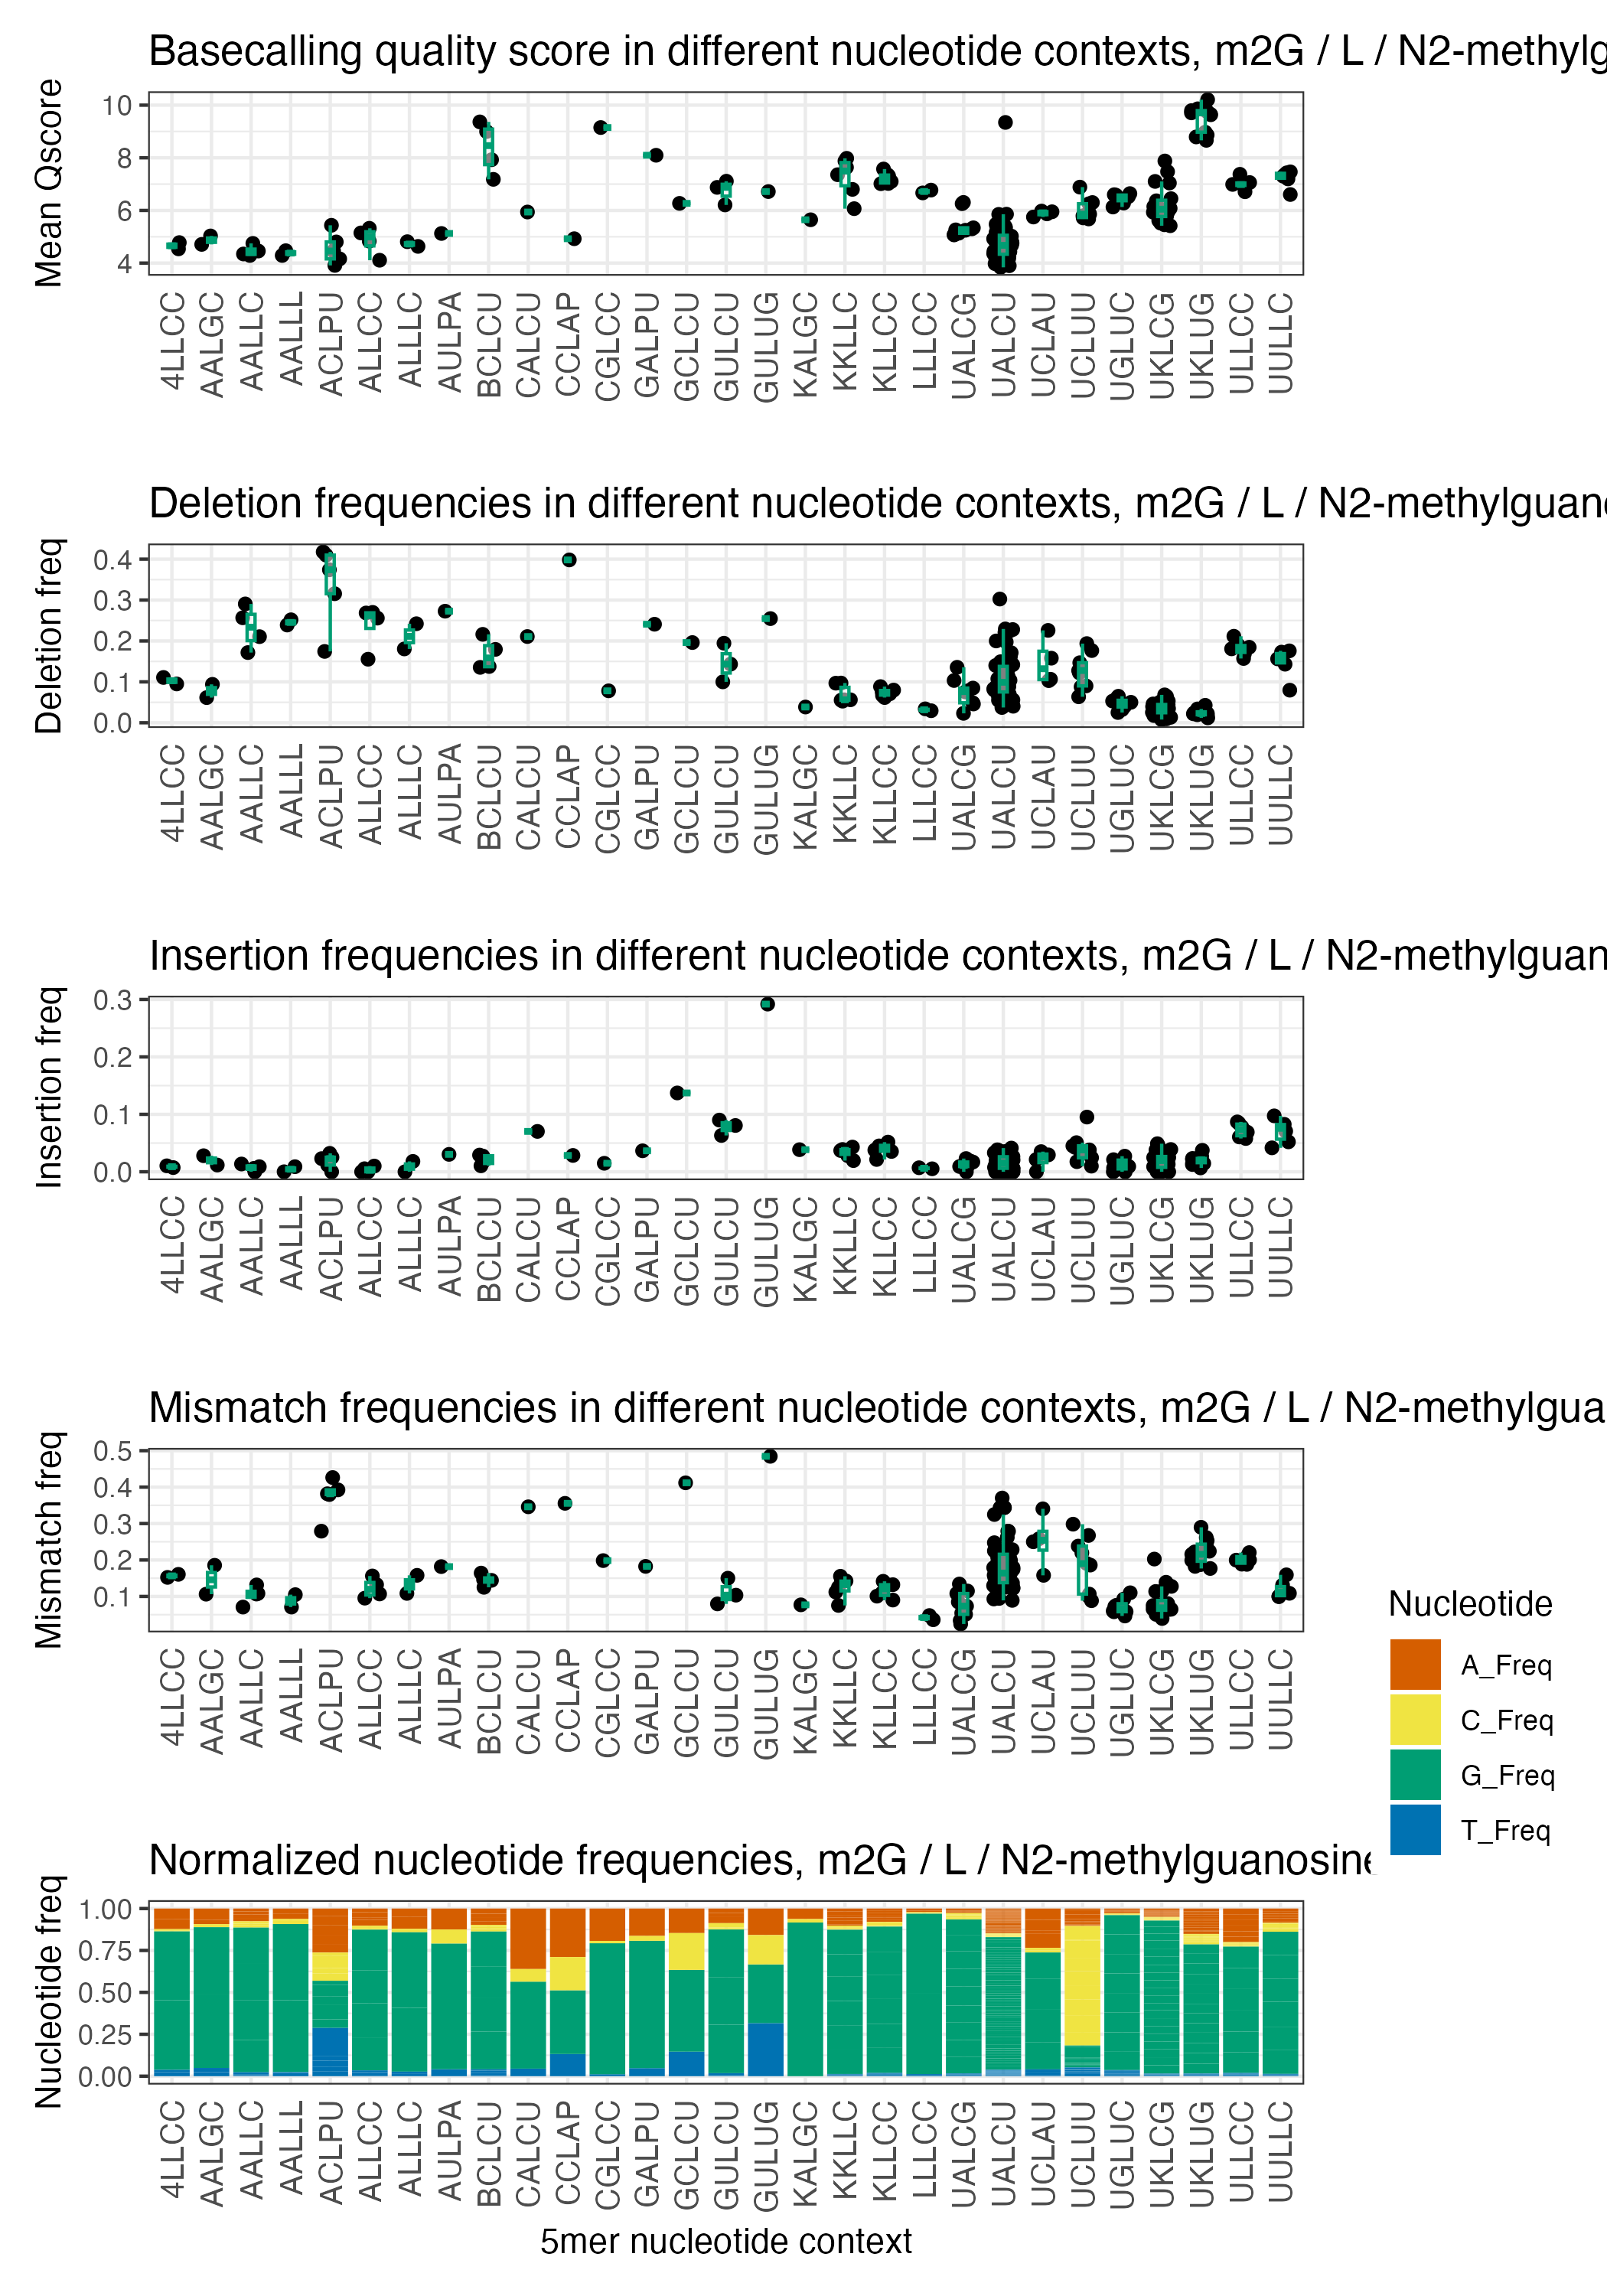 Basecalling quality score in different nucleotide contexts, m2G / L / N2-methylg
Mean Qscore
10
8
6
4
4LLCC AALGC AALLC AALLL ACLPU ALLCC ALLLC AULPA BCLCU CALCU CCLAP CGLCC GALPU GCLCU GULCU GULUG KALGC KKLLC KLLCC LLLCC UALCG UALCU UCLAU UCLUU UGLUC UKLCG UKLUG ULLCC UULLC
Deletion frequencies in different nucleotide contexts, m2G / L / N2-methylguan
Deletion freq
0.4
0.3
0.2
0.1
0.0
4LLCC AALGC AALLC AALLL ACLPU ALLCC ALLLC AULPA BCLCU CALCU CCLAP CGLCC GALPU GCLCU GULCU GULUG KALGC KKLLC KLLCC LLLCC UALCG UALCU UCLAU UCLUU UGLUC UKLCG UKLUG ULLCC UULLC
Insertion frequencies in different nucleotide contexts, m2G / L / N2-methylguan
Insertion freq
0.3
0.2
0.1
0.0
4LLCC AALGC AALLC AALLL ACLPU ALLCC ALLLC AULPA BCLCU CALCU CCLAP CGLCC GALPU GCLCU GULCU GULUG KALGC KKLLC KLLCC LLLCC UALCG UALCU UCLAU UCLUU UGLUC UKLCG UKLUG ULLCC UULLC
Mismatch frequencies in different nucleotide contexts, m2G / L / N2-methylgua
Mismatch freq
0.5
0.4
0.3
0.2
0.1
4LLCC AALGC AALLC AALLL ACLPU ALLCC ALLLC AULPA BCLCU CALCU CCLAP CGLCC GALPU GCLCU GULCU GULUG KALGC KKLLC KLLCC LLLCC UALCG UALCU UCLAU UCLUU UGLUC UKLCG UKLUG ULLCC UULLC
Nucleotide
A_Freq
C_Freq
G_Freq
T_Freq
Normalized nucleotide frequencies, m2G / L / N2-methylguanosine
Nucleotide freq
1.00
0.75
0.50
0.25
0.00
4LLCC AALGC AALLC AALLL ACLPU ALLCC ALLLC AULPA BCLCU CALCU CCLAP CGLCC GALPU GCLCU GULCU GULUG KALGC KKLLC KLLCC LLLCC UALCG UALCU UCLAU UCLUU UGLUC UKLCG UKLUG ULLCC UULLC
5mer nucleotide context